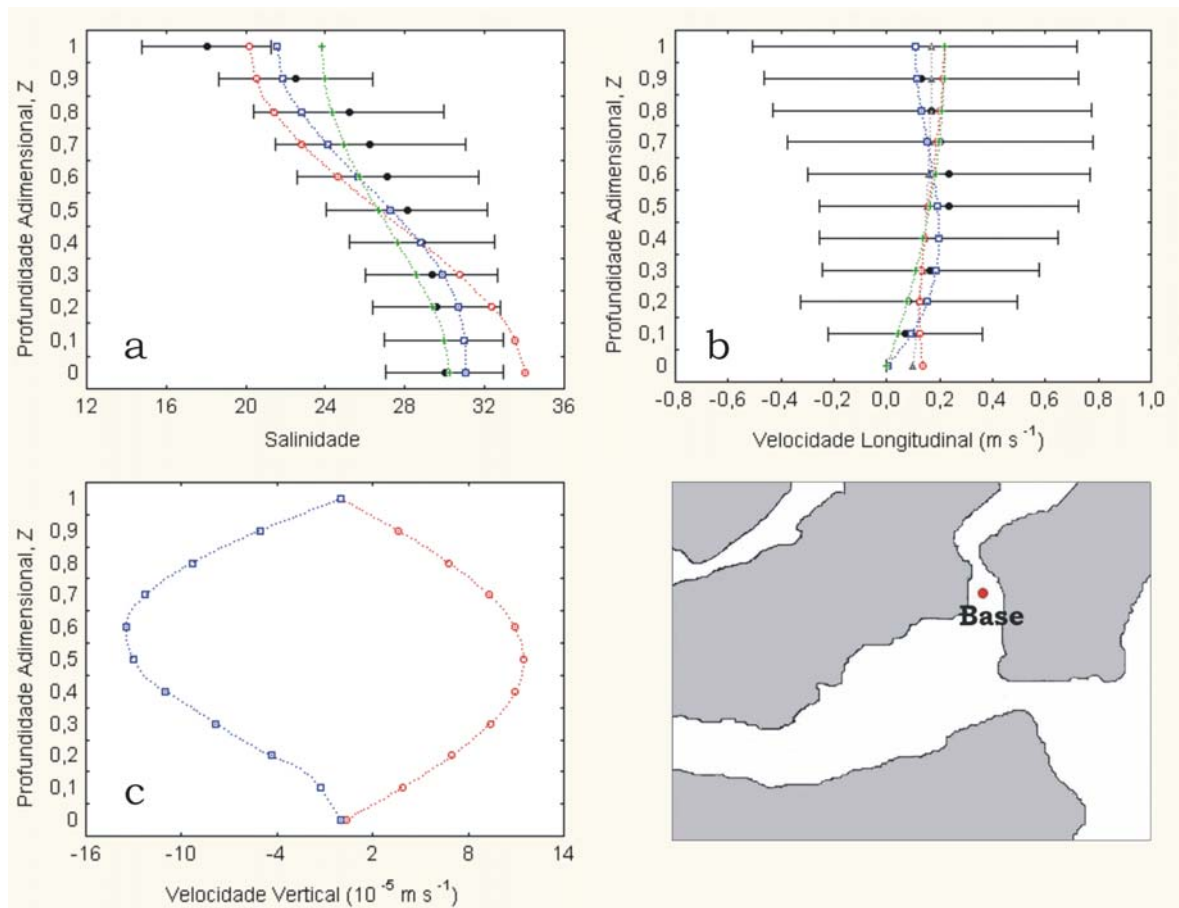 Profundidade Adimensional, Z
1
0,9
0,8
0,7
0,6
0,5
0,4
0,3
0,2
0,1
0
a
12 16 20 24 28 32 36
Salinidade
Profundidade Adimensional, Z
1
0,9
0,8
0,7
0,6
0,5
0,4
0,3
0,2
0,1
0
b
-0,8 -0,6 -0,4 -0,2 0,0 0,2 0,4 0,6 0,8 1,0
Velocidade Longitudinal (m s⁻¹)
Profundidade Adimensional, Z
1
0,9
0,8
0,7
0,6
0,5
0,4
0,3
0,2
0,1
0
c
-16 -10 -4 2 8 14
Velocidade Vertical (10⁻⁵ m s⁻¹)
Base